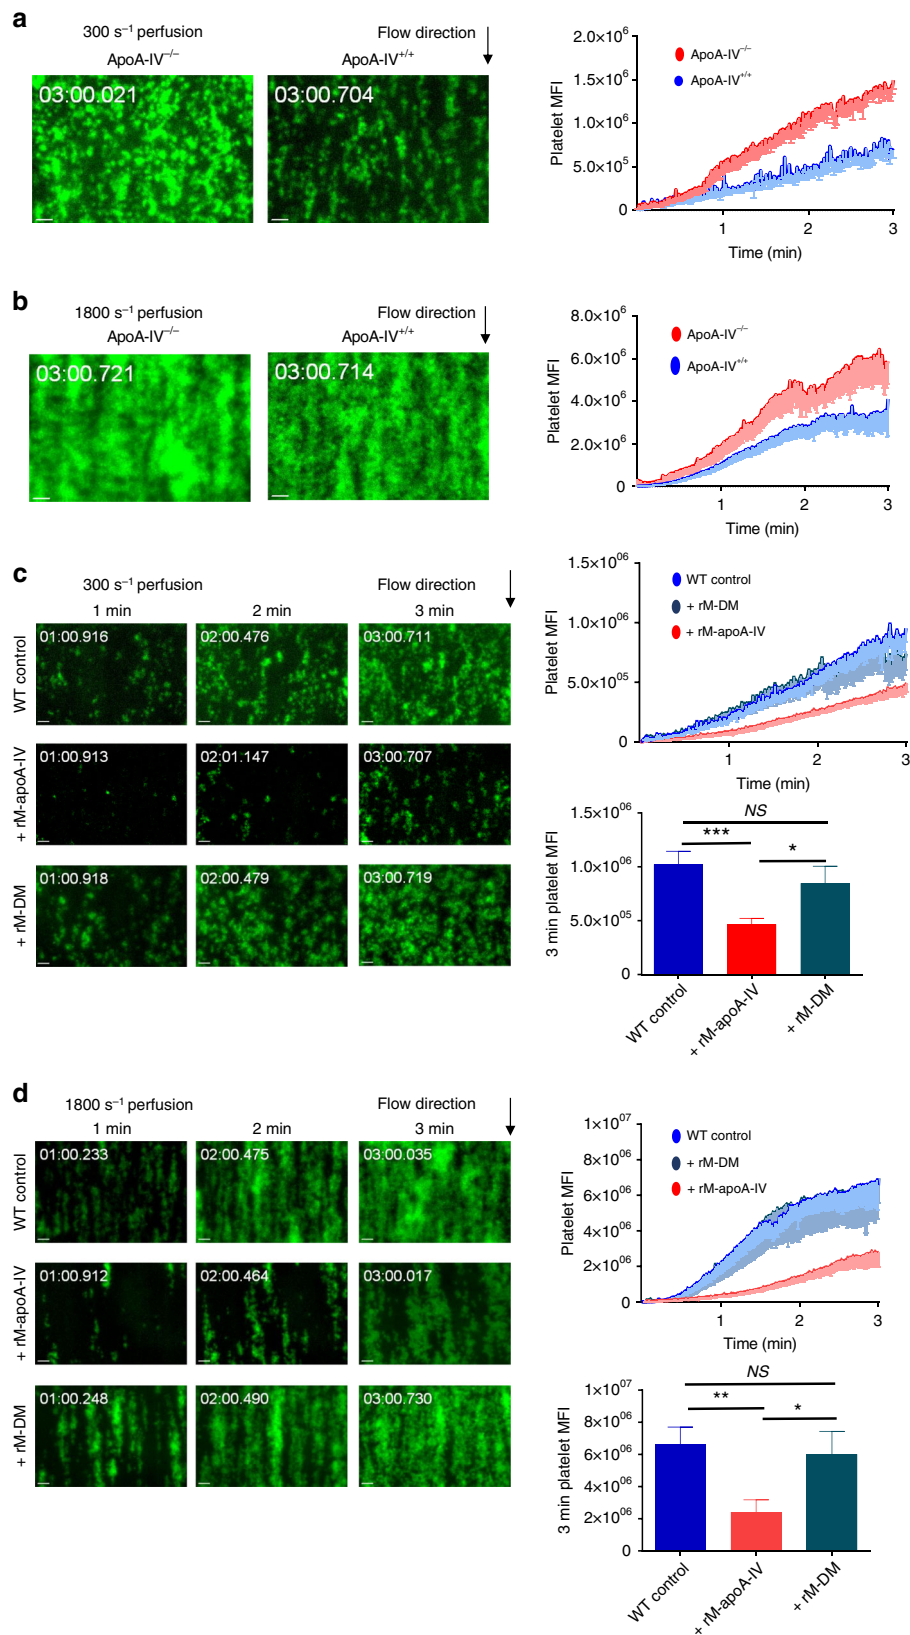 a
300 s⁻¹ perfusion
Flow direction
ApoA-IV⁻/⁻
ApoA-IV⁺/⁺
03:00.021
03:00.704
Platelet MFI
2.0×10⁶
1.5×10⁶
1.0×10⁶
5.0×10⁵
0
ApoA-IV⁻/⁻
ApoA-IV⁺/⁺
1
2
3
Time (min)
b
1800 s⁻¹ perfusion
Flow direction
ApoA-IV⁻/⁻
ApoA-IV⁺/⁺
03:00.721
03:00.714
Platelet MFI
8.0×10⁶
6.0×10⁶
4.0×10⁶
2.0×10⁶
0
ApoA-IV⁻/⁻
ApoA-IV⁺/⁺
1
2
3
Time (min)
c
300 s⁻¹ perfusion
Flow direction
1 min
2 min
3 min
WT control
01:00.916
02:00.476
03:00.711
+ rM-apoA-IV
01:00.913
02:01.147
03:00.707
+ rM-DM
01:00.918
02:00.479
03:00.719
Platelet MFI
1.5×10⁰⁶
1.0×10⁰⁶
5.0×10⁰⁵
0
WT control
+ rM-DM
+ rM-apoA-IV
1
2
3
Time (min)
3 min platelet MFI
1.5×10⁰⁶
1.0×10⁰⁶
5.0×10⁰⁵
0
NS
***
*
WT control
+ rM-apoA-IV
+ rM-DM
d
1800 s⁻¹ perfusion
Flow direction
1 min
2 min
3 min
WT control
01:00.233
02:00.475
03:00.035
+ rM-apoA-IV
01:00.912
02:00.464
03:00.017
+ rM-DM
01:00.248
02:00.490
03:00.730
Platelet MFI
1×10⁰⁷
8×10⁰⁶
6×10⁰⁶
4×10⁰⁶
2×10⁰⁶
0
WT control
+ rM-DM
+ rM-apoA-IV
1
2
3
Time (min)
3 min platelet MFI
1×10⁰⁷
8×10⁰⁶
6×10⁰⁶
4×10⁰⁶
2×10⁰⁶
0
NS
**
*
WT control
+ rM-apoA-IV
+ rM-DM